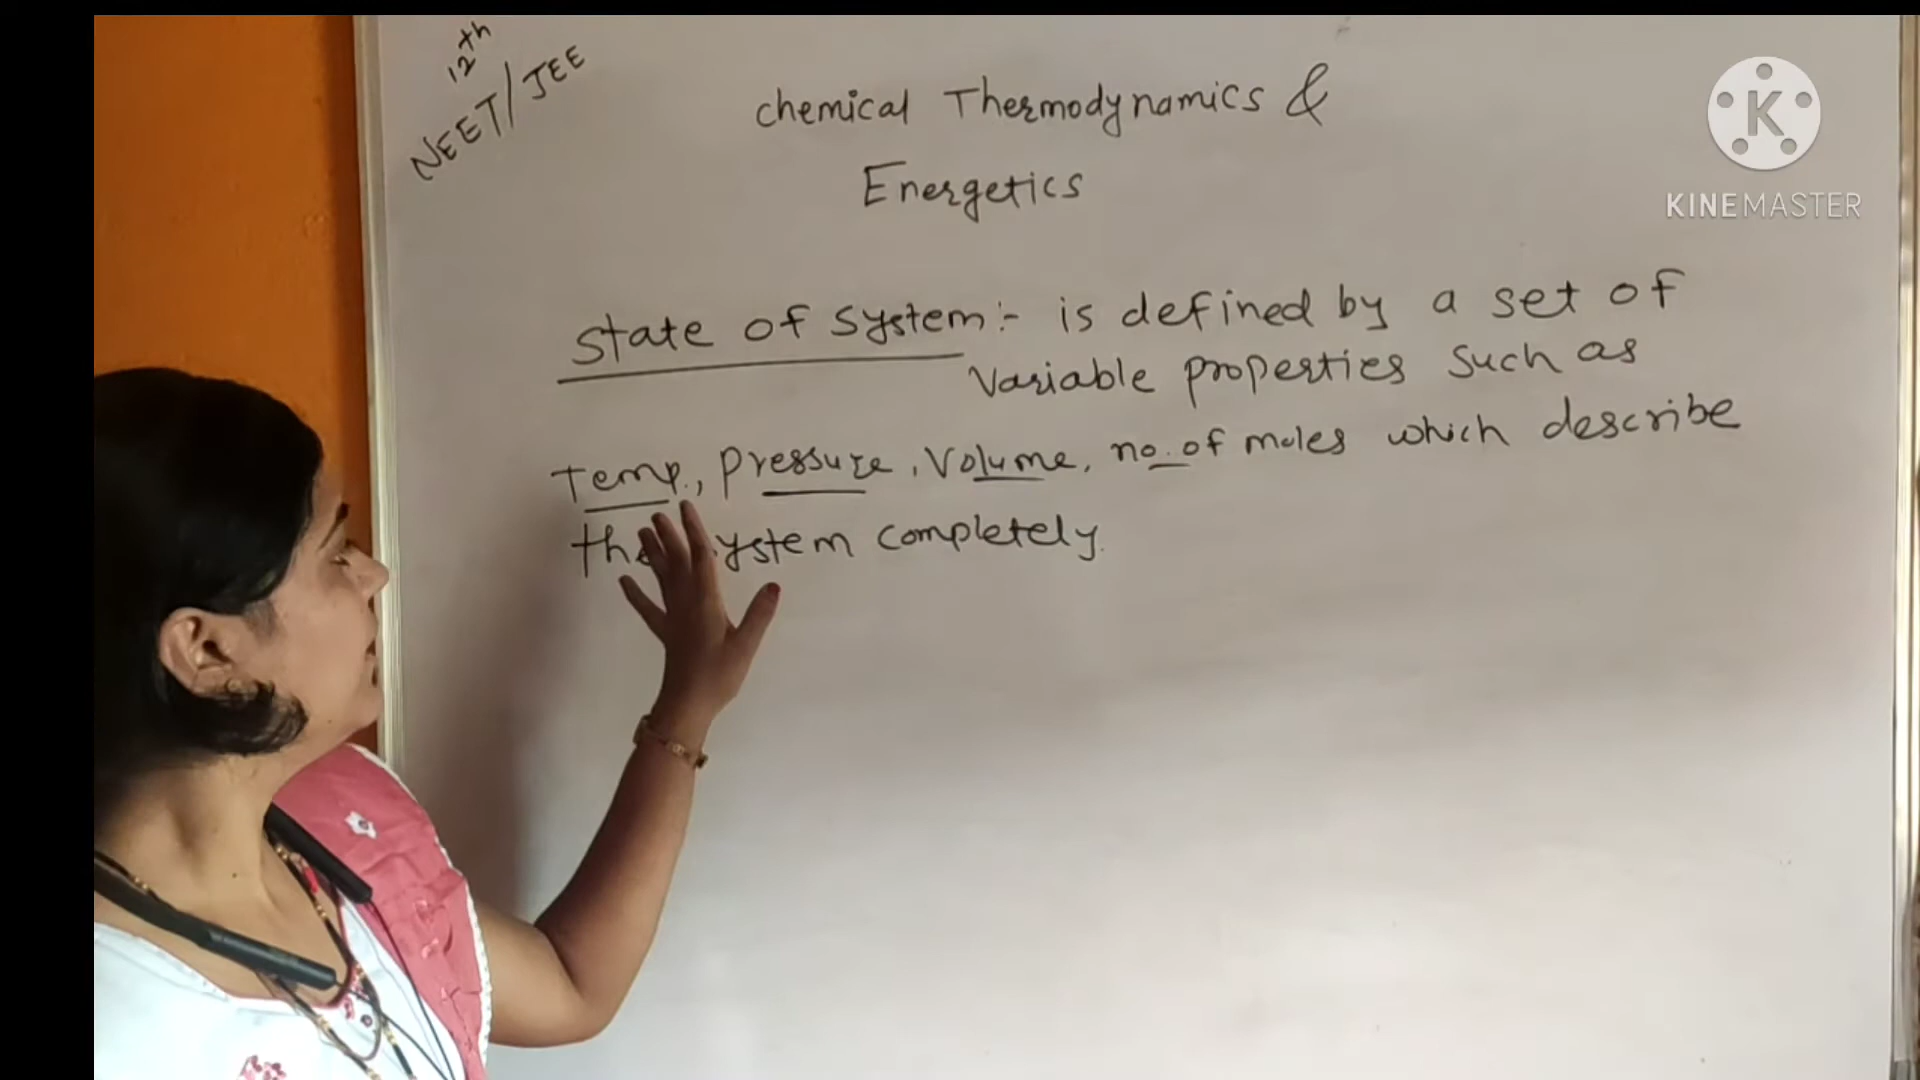 12th
NEET/JEE
chemical Thermodynamics &
Energetics
K
KINEMASTER
State of System:- is defined by a set of
Variable properties such as
Temp., Pressure, Volume, no. of moles which describe
the system completely.